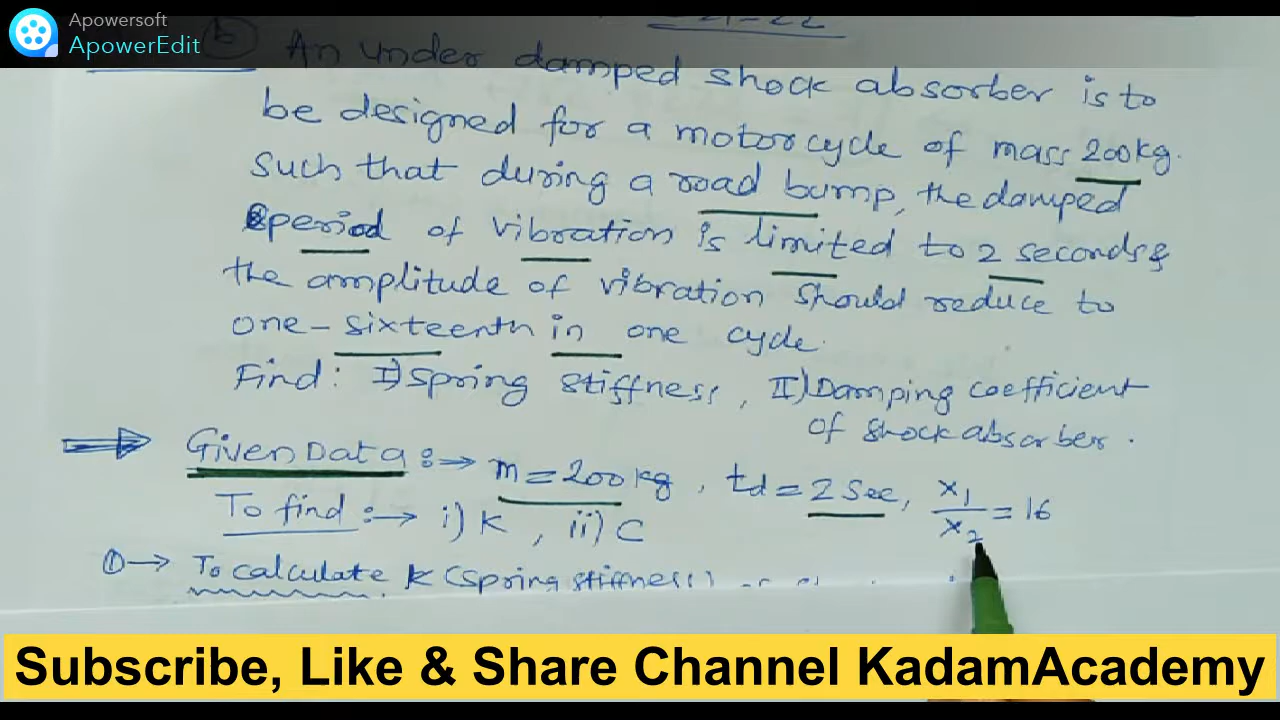 Apowersoft
ApowerEdit
21-22
b An under damped shock absorber is to
be designed for a motorcycle of mass 200kg.
Such that during a road bump, the damped
period of vibration is limited to 2 seconds &
the amplitude of vibration should reduce to
one-sixteenth in one cycle.
Find: I) Spring stiffness, II) Damping coefficient
of shock absorber.
Given Data :→ m = 200kg, td = 2 Sec, x1/x2 = 16
To find :→ i) K, ii) C
① → To calculate K (Spring stiffness)
Subscribe, Like & Share Channel KadamAcademy